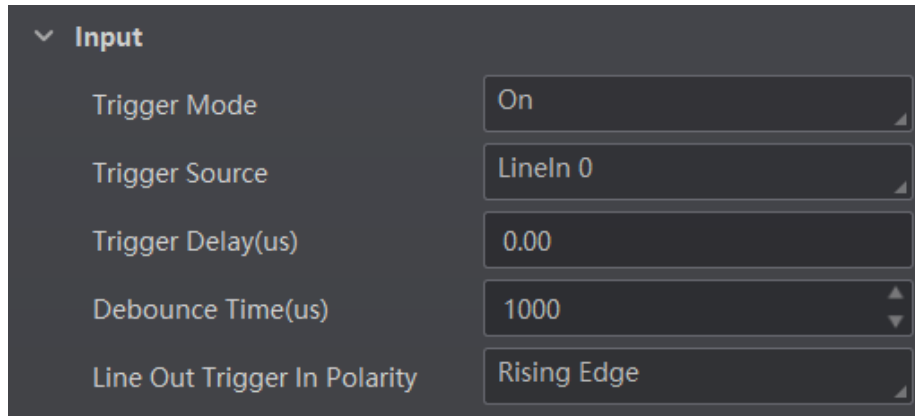 Input
Trigger Mode On
Trigger Source LineIn 0
Trigger Delay(us) 0.00
Debounce Time(us) 1000
Line Out Trigger In Polarity Rising Edge